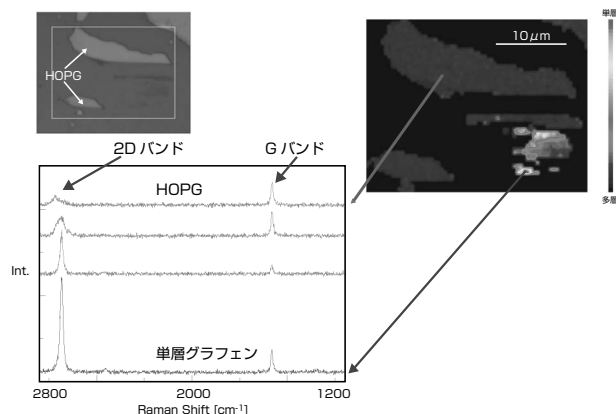 HOPG
10μm
単層
多層
2D バンド
G バンド
HOPG
Int.
単層グラフェン
2800
2000
1200
Raman Shift [cm-1]